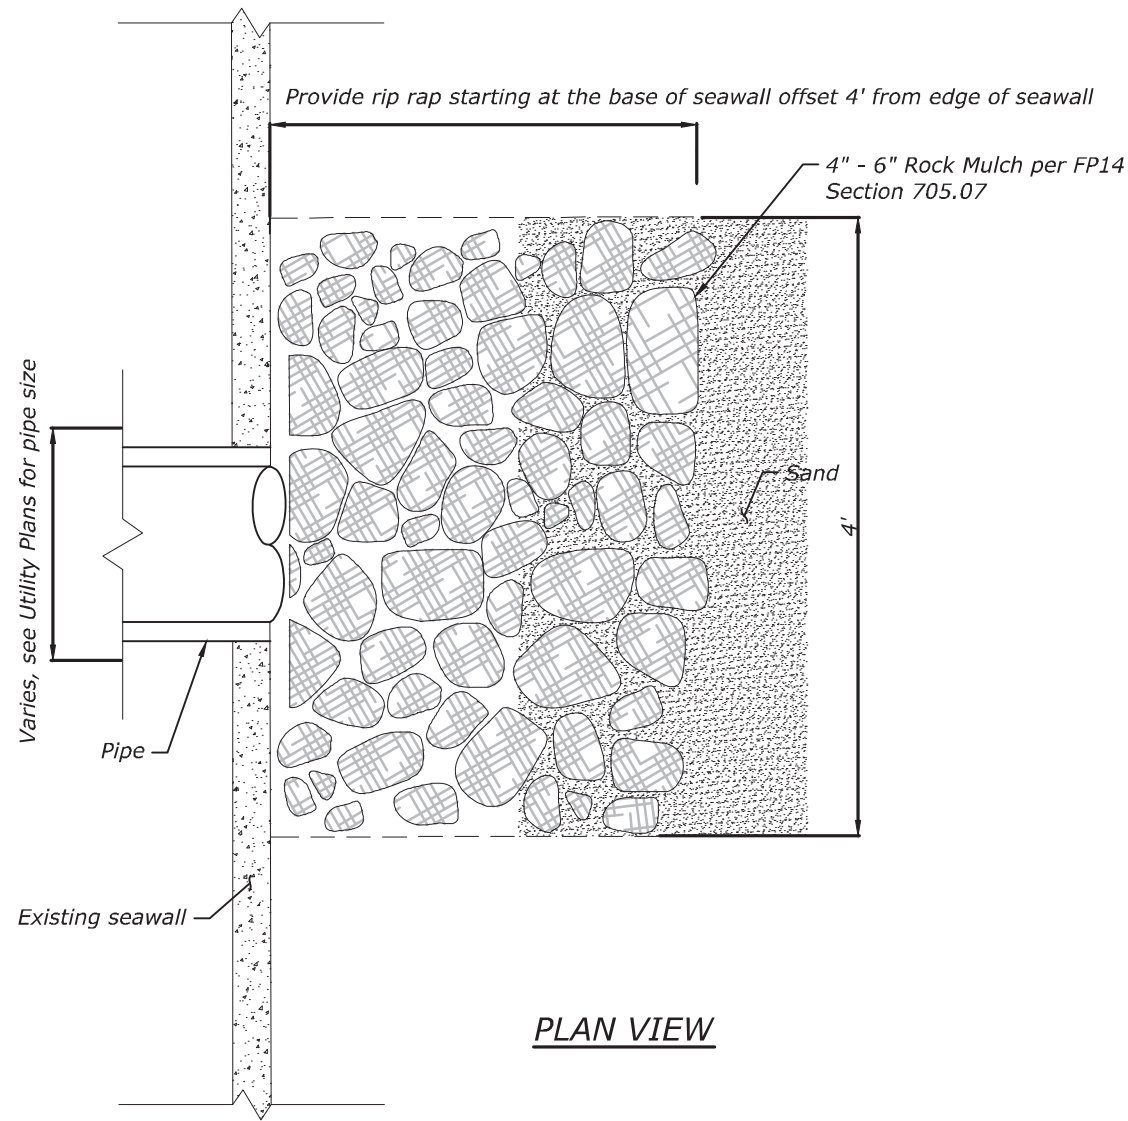 Provide rip rap starting at the base of seawall offset 4' from edge of seawall
4" - 6" Rock Mulch per FP14
Section 705.07
Varies, see Utility Plans for pipe size
Sand
4'
Pipe
Existing seawall
PLAN VIEW